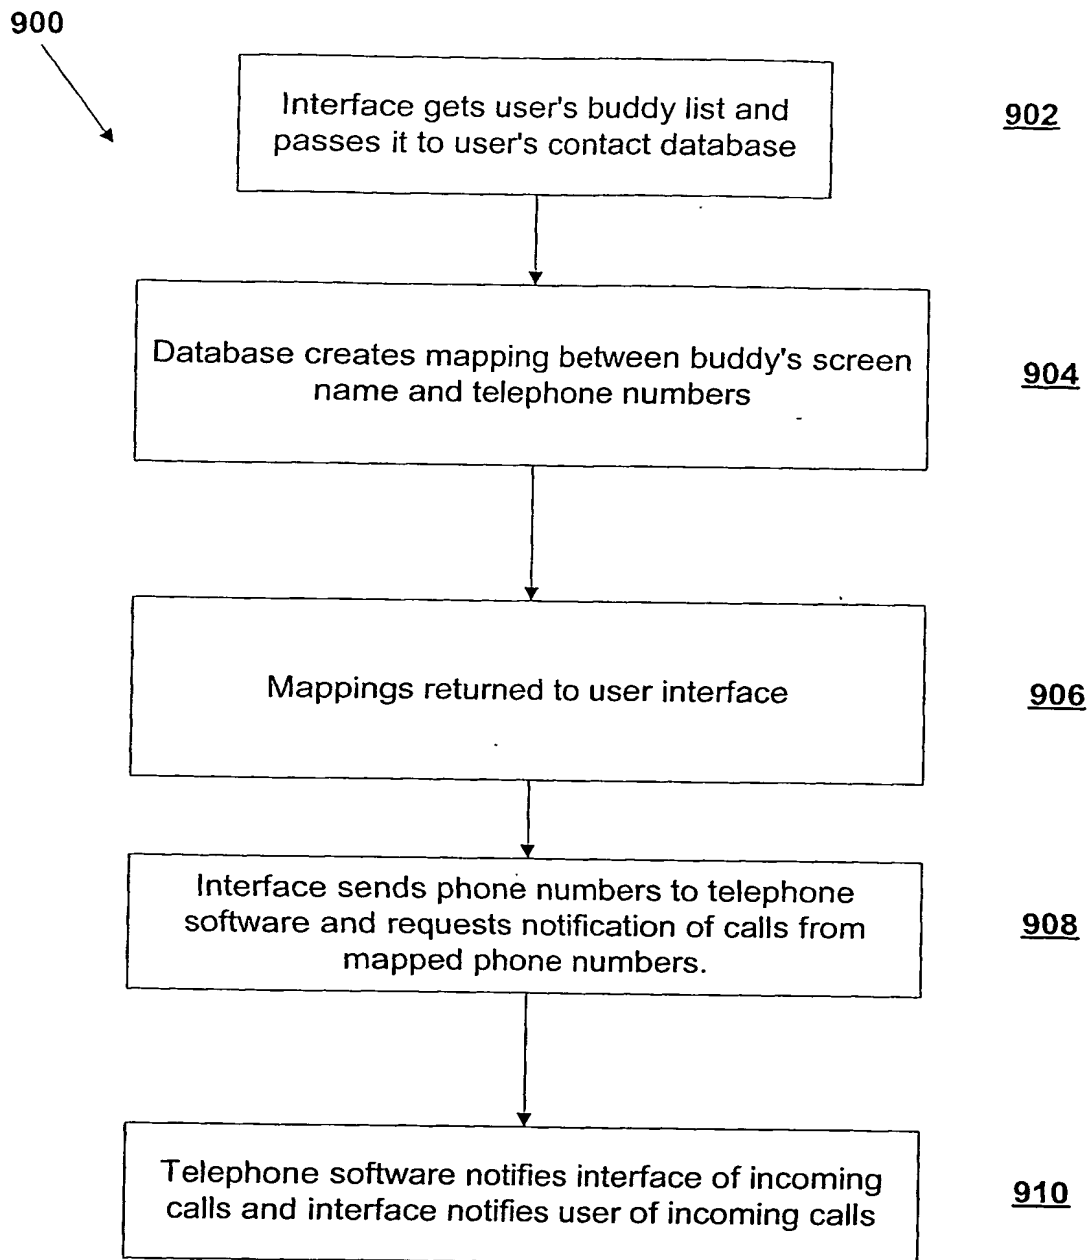 900
Interface gets user's buddy list and
passes it to user's contact database
902
Database creates mapping between buddy's screen
name and telephone numbers
904
Mappings returned to user interface
906
Interface sends phone numbers to telephone
software and requests notification of calls from
mapped phone numbers.
908
Telephone software notifies interface of incoming
calls and interface notifies user of incoming calls
910